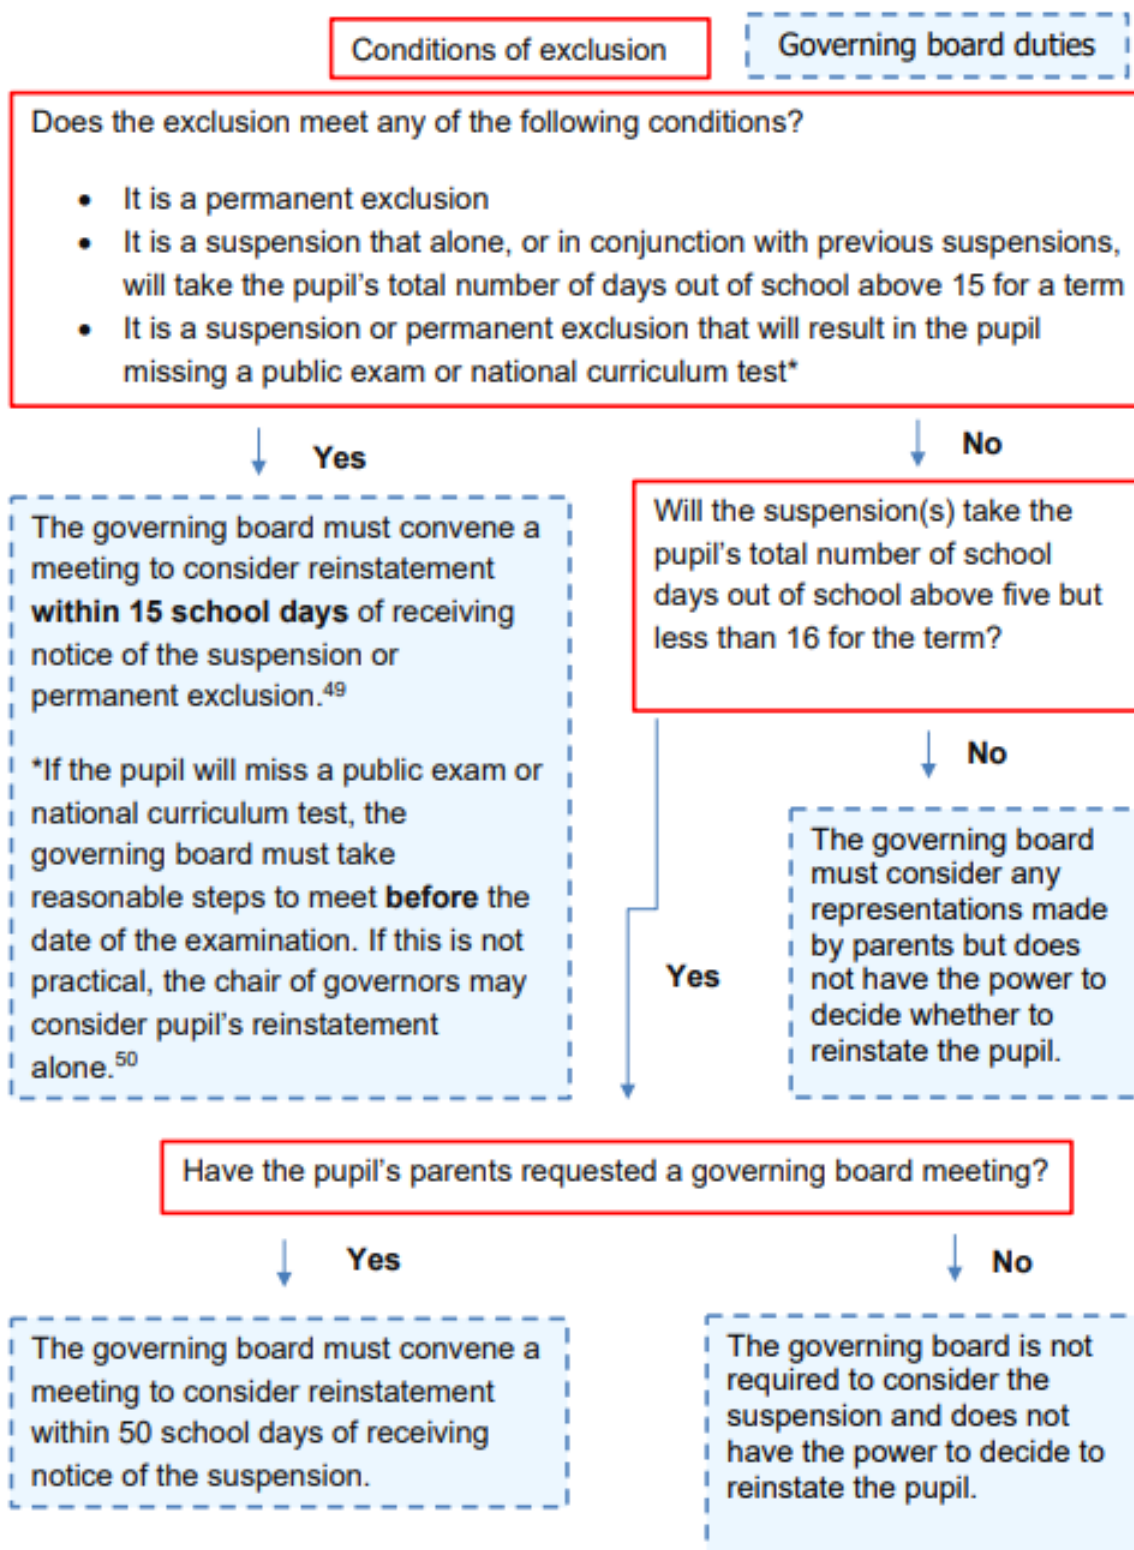 Conditions of exclusion
Governing board duties
Does the exclusion meet any of the following conditions?
• It is a permanent exclusion
• It is a suspension that alone, or in conjunction with previous suspensions,
will take the pupil's total number of days out of school above 15 for a term
• It is a suspension or permanent exclusion that will result in the pupil
missing a public exam or national curriculum test*
Yes
No
The governing board must convene a
meeting to consider reinstatement
within 15 school days of receiving
notice of the suspension or
permanent exclusion.49
*If the pupil will miss a public exam or
national curriculum test, the
governing board must take
reasonable steps to meet before the
date of the examination. If this is not
practical, the chair of governors may
consider pupil's reinstatement
alone.50
Will the suspension(s) take the
pupil's total number of school
days out of school above five but
less than 16 for the term?
No
Yes
The governing board
must consider any
representations made
by parents but does
not have the power to
decide whether to
reinstate the pupil.
Have the pupil's parents requested a governing board meeting?
Yes
No
The governing board must convene a
meeting to consider reinstatement
within 50 school days of receiving
notice of the suspension.
The governing board is not
required to consider the
suspension and does not
have the power to decide to
reinstate the pupil.